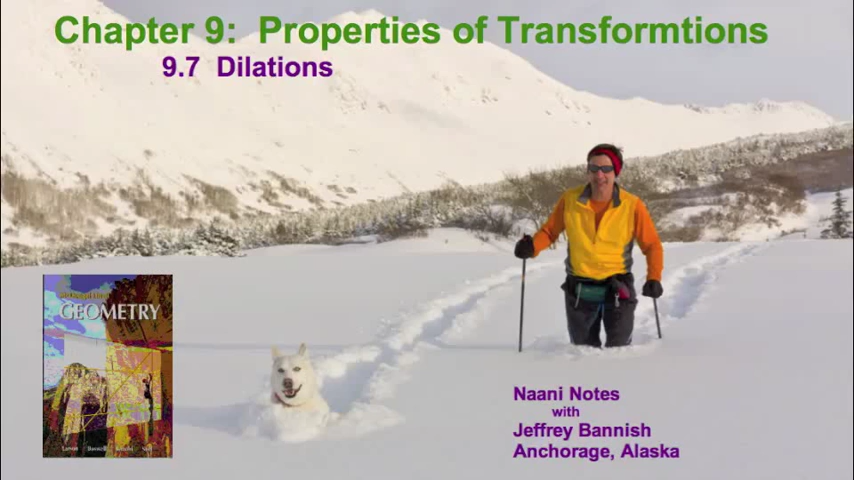 Chapter 9:  Properties of Transformtions
9.7  Dilations
GEOMETRY
Naani Notes
with
Jeffrey Bannish
Anchorage, Alaska